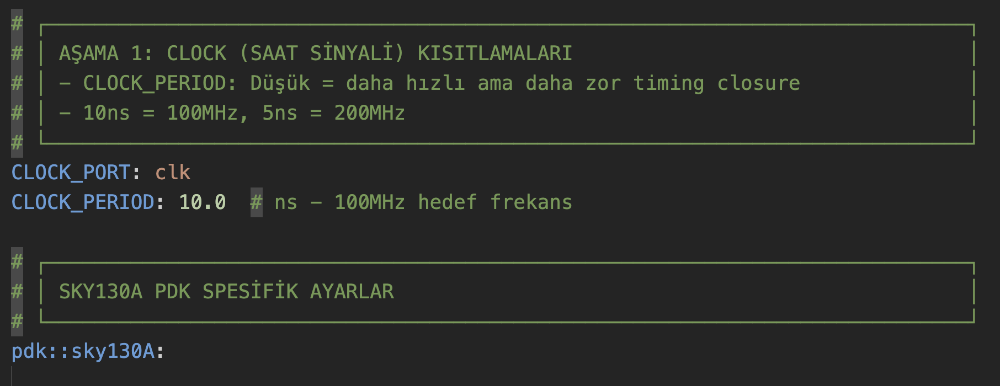 #
# AŞAMA 1: CLOCK (SAAT SİNYALİ) KISITLAMALARI
# - CLOCK_PERIOD: Düşük = daha hızlı ama daha zor timing closure
# - 10ns = 100MHz, 5ns = 200MHz
#
CLOCK_PORT: clk
CLOCK_PERIOD: 10.0 # ns - 100MHz hedef frekans
#
# SKY130A PDK SPESİFİK AYARLAR
#
pdk::sky130A: